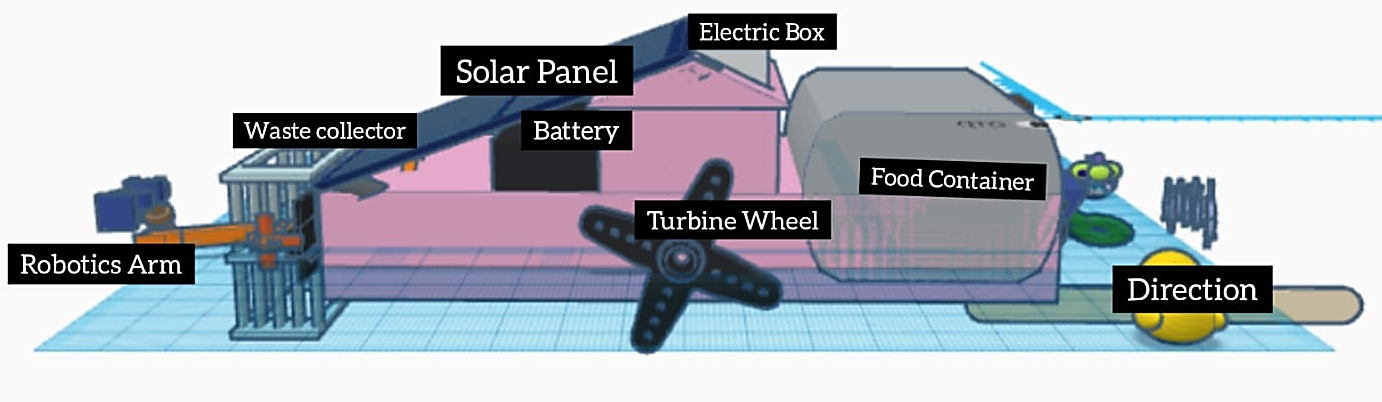 Electric Box
Solar Panel
Waste collector
Battery
Food Container
Turbine Wheel
Robotics Arm
Direction